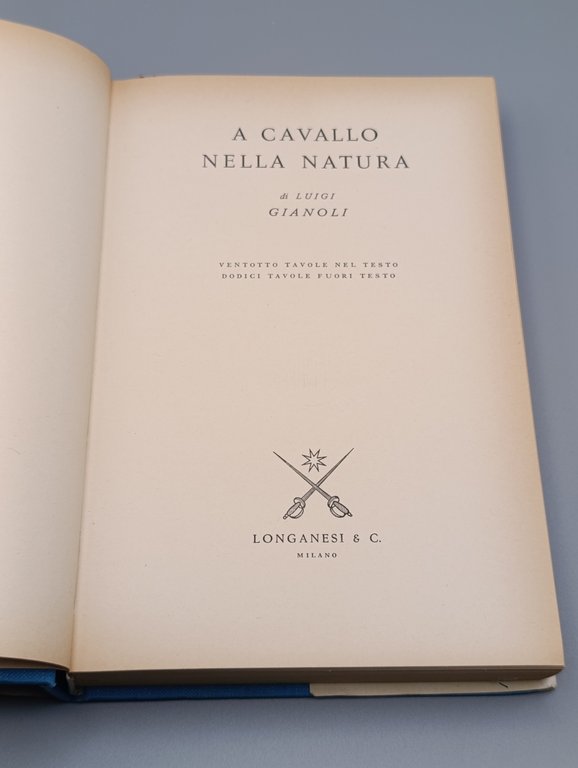 A CAVALLO
NELLA NATURA
di LUIGI
GIANOLI
VENTOTTO TAVOLE NEL TESTO
DODICI TAVOLE FUORI TESTO
LONGANESI & C.
MILANO